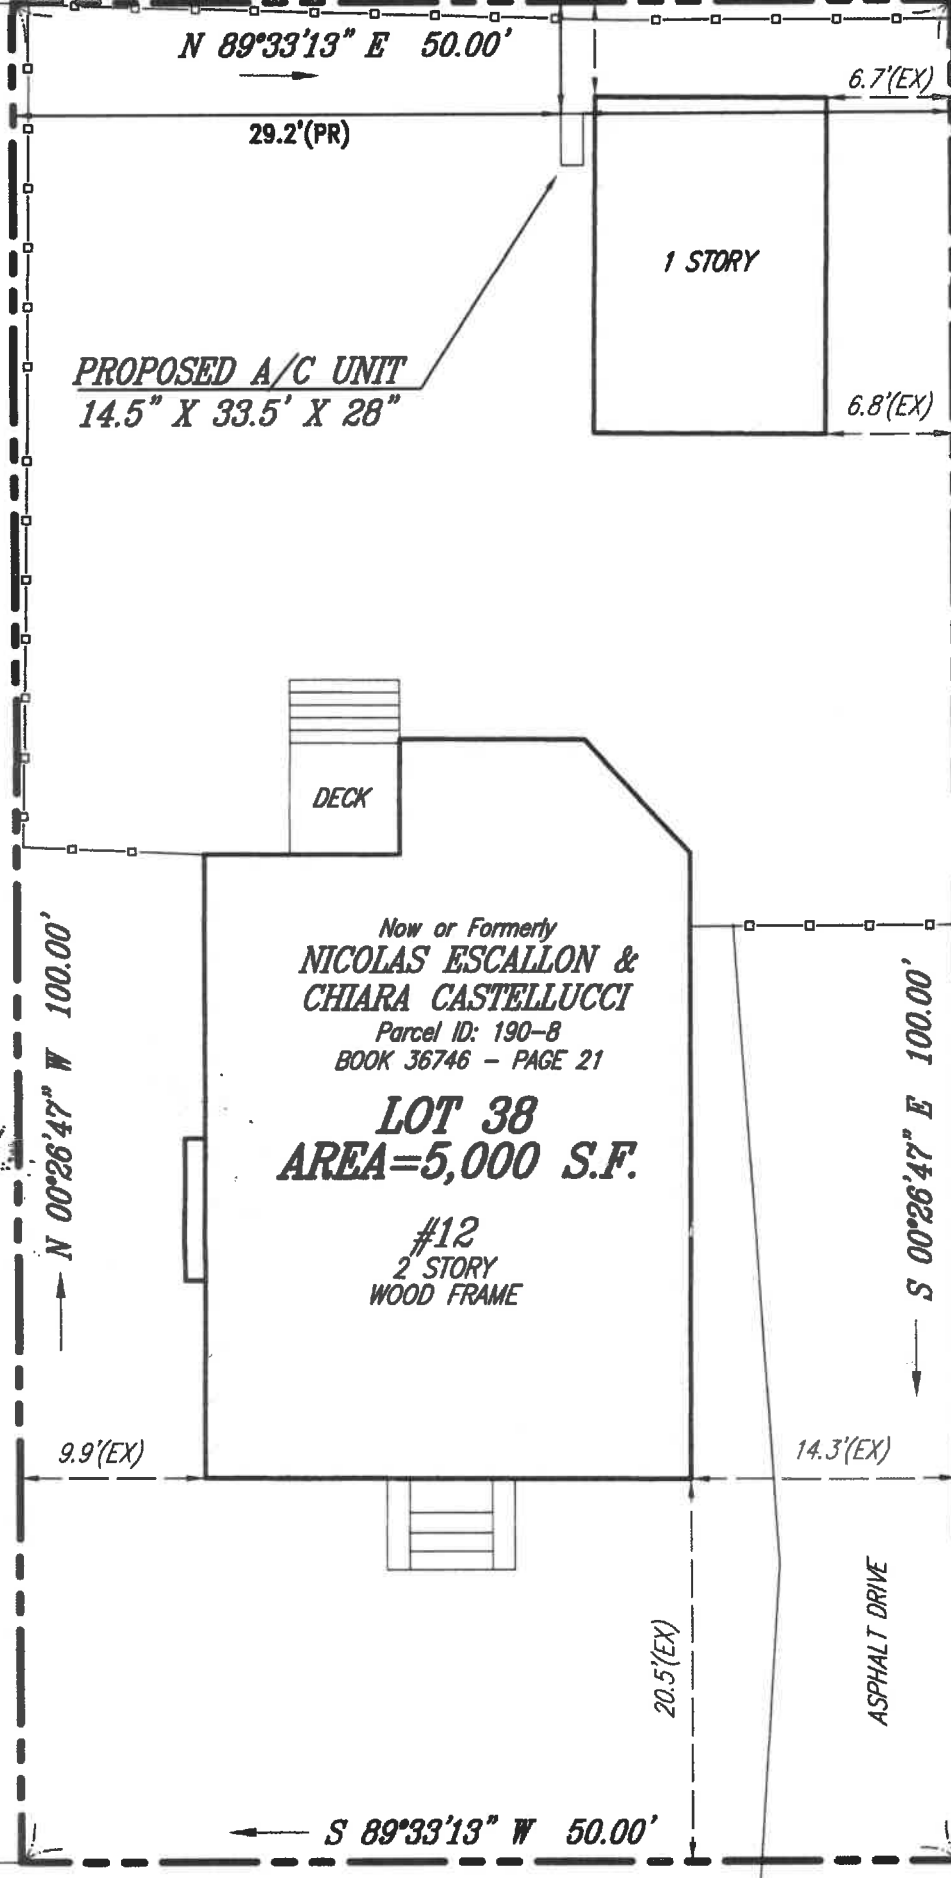 N 89°33'13" E 50.00'
6.7'(EX)
29.2'(PR)
1 STORY
PROPOSED A/C UNIT
14.5" X 33.5' X 28"
6.8'(EX)
DECK
Now or Formerly
NICOLAS ESCALLON &
CHIARA CASTELLUCCI
Parcel ID: 190-8
BOOK 36746 - PAGE 21
LOT 38
AREA=5,000 S.F.
#12
2 STORY
WOOD FRAME
N 00°26'47" W 100.00'
S 00°26'47" E 100.00'
9.9'(EX)
14.3'(EX)
20.5'(EX)
ASPHALT DRIVE
S 89°33'13" W 50.00'